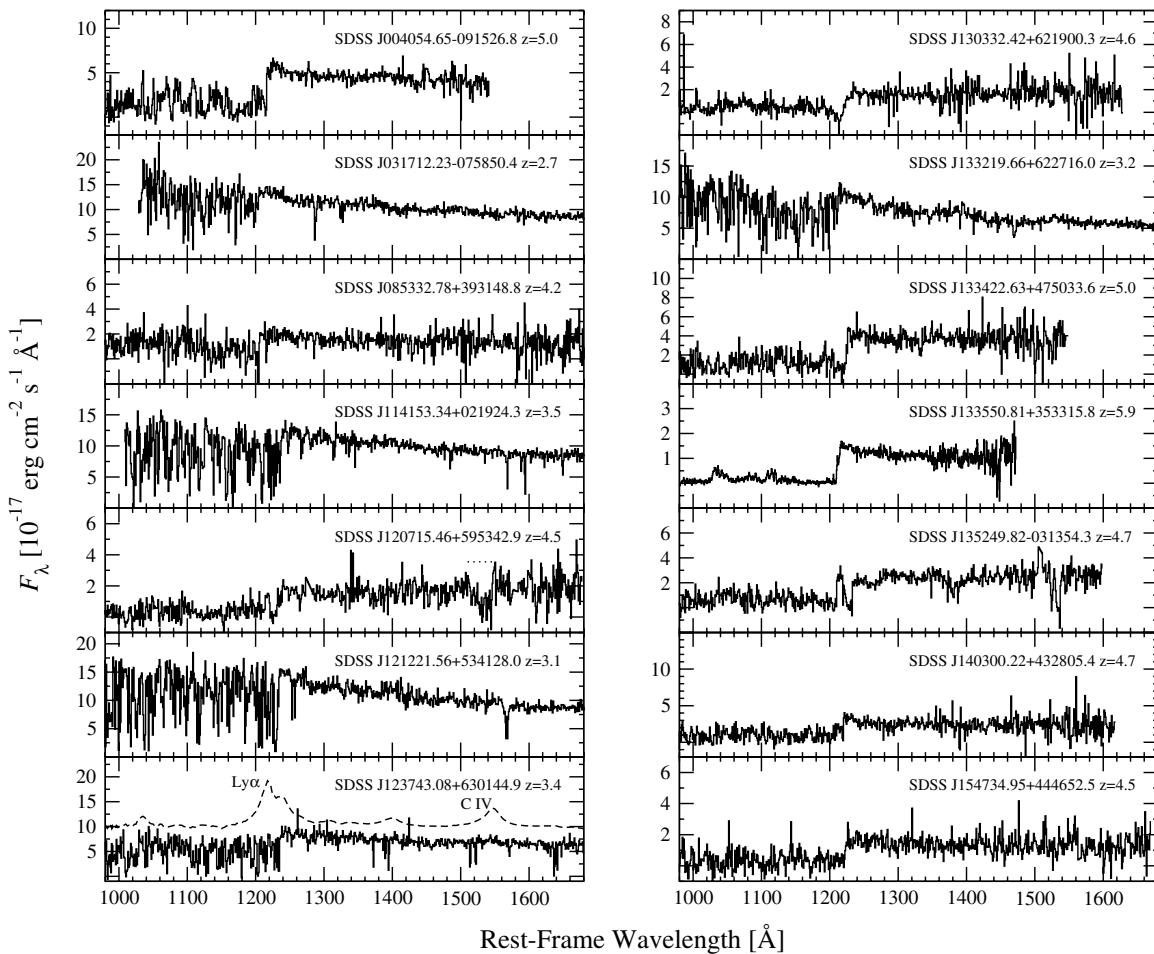 SDSS J004054.65-091526.8 z=5.0
10
5
SDSS J031712.23-075850.4 z=2.7
20
15
10
5
SDSS J085332.78+393148.8 z=4.2
6
4
2
SDSS J114153.34+021924.3 z=3.5
15
10
5
SDSS J120715.46+595342.9 z=4.5
6
4
2
SDSS J121221.56+534128.0 z=3.1
20
15
10
5
SDSS J123743.08+630144.9 z=3.4
Lyα
C IV
20
15
10
5
1000 1100 1200 1300 1400 1500 1600
SDSS J130332.42+621900.3 z=4.6
8
6
4
2
SDSS J133219.66+622716.0 z=3.2
15
10
5
SDSS J133422.63+475033.6 z=5.0
10
8
6
4
2
SDSS J133550.81+353315.8 z=5.9
3
2
1
SDSS J135249.82-031354.3 z=4.7
6
4
2
SDSS J140300.22+432805.4 z=4.7
10
5
SDSS J154734.95+444652.5 z=4.5
6
4
2
1000 1100 1200 1300 1400 1500 1600
F_λ [10⁻¹⁷ erg cm⁻² s⁻¹ Å⁻¹]
Rest-Frame Wavelength [Å]